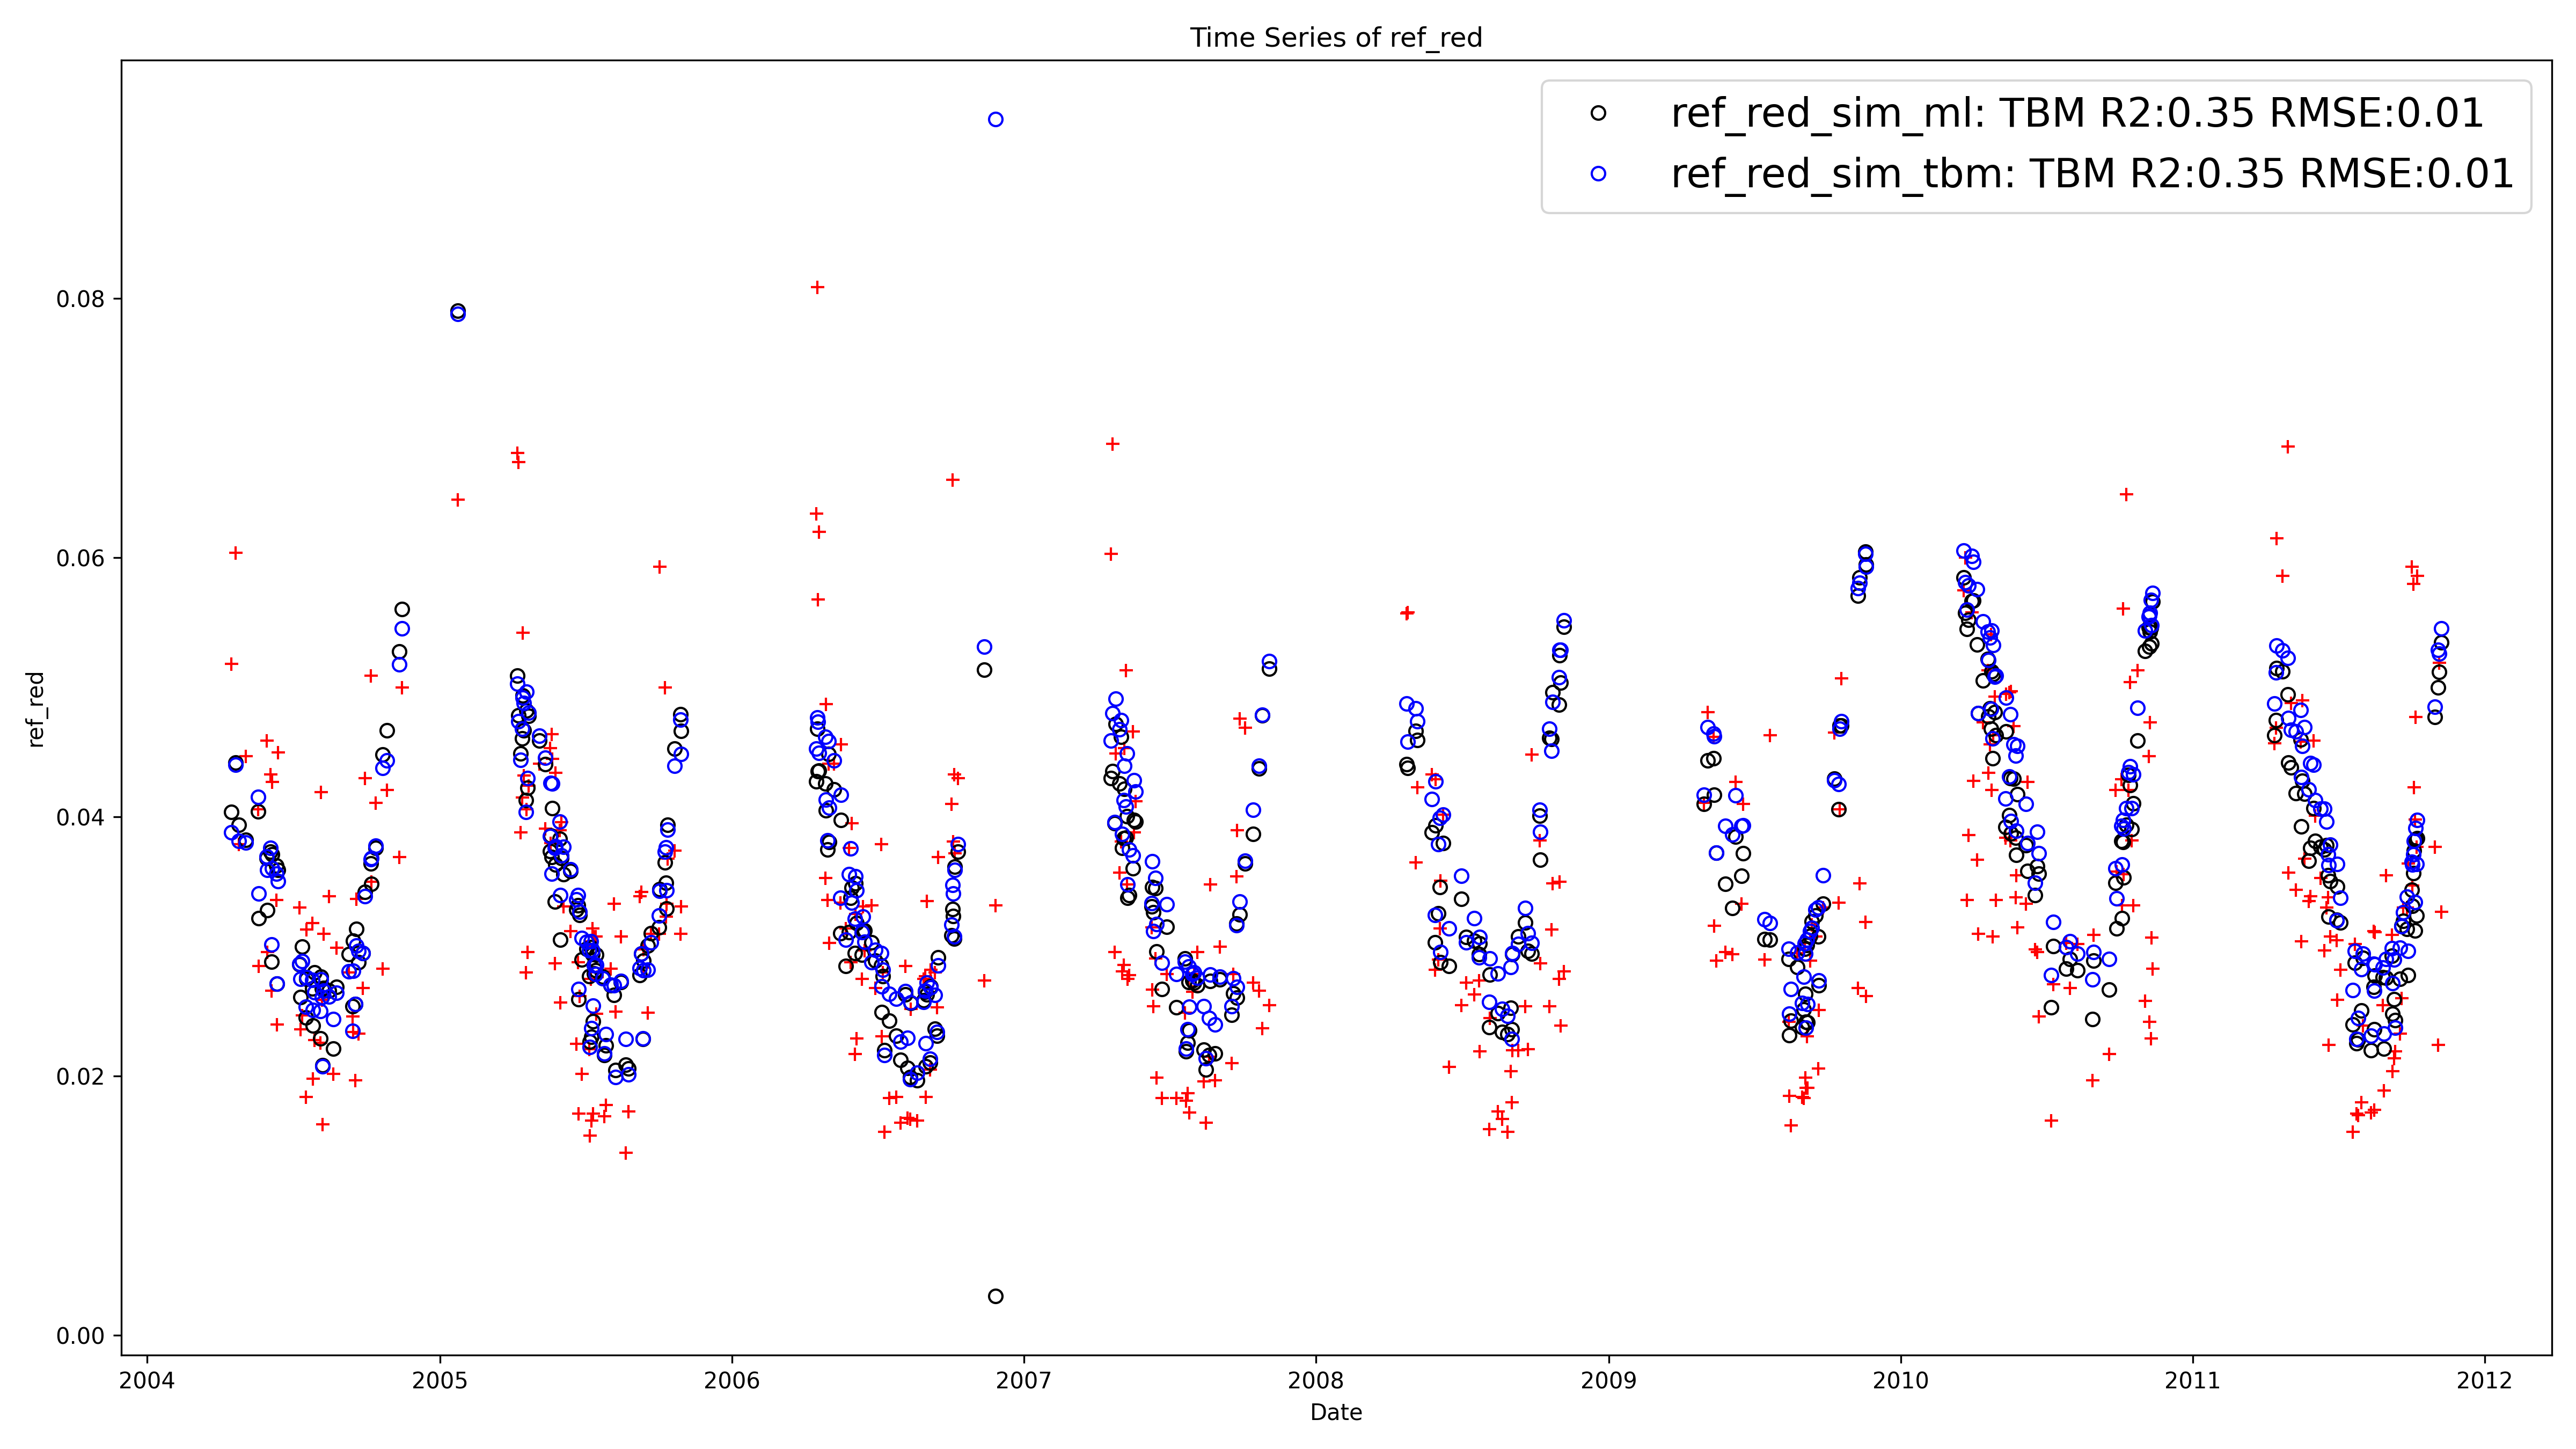 Time Series of ref_red
ref_red_sim_ml: TBM R2:0.35 RMSE:0.01
ref_red_sim_tbm: TBM R2:0.35 RMSE:0.01
0.08
0.06
0.04
0.02
0.00
ref_red
2004 2005 2006 2007 2008 2009 2010 2011 2012
Date